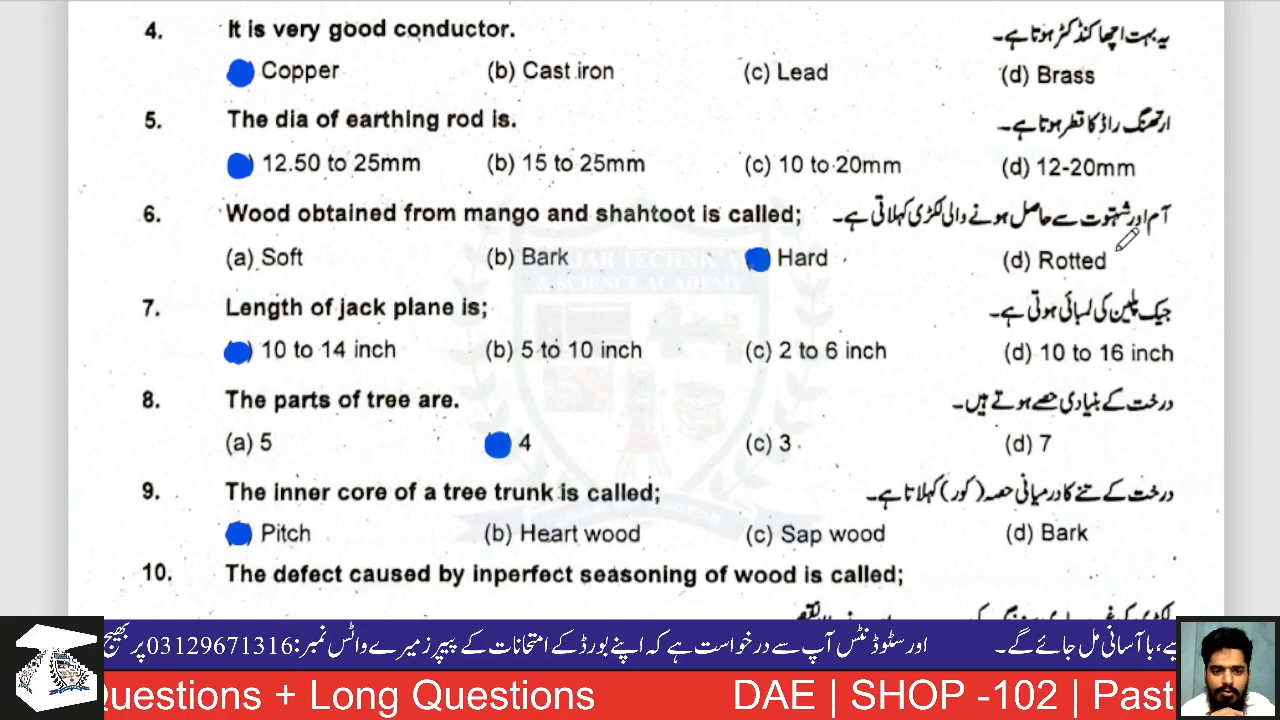 4. It is very good conductor. یہ بہت اچھا کنڈکٹر ہوتا ہے۔
) Copper (b) Cast iron (c) Lead (d) Brass
5. The dia of earthing rod is. ارتھنگ راڈ کا قطر ہوتا ہے۔
) 12.50 to 25mm (b) 15 to 25mm (c) 10 to 20mm (d) 12-20mm
6. Wood obtained from mango and shahtoot is called; آم اور شہتوت سے حاصل ہونے والی لکڑی کہلاتی ہے۔
(a) Soft (b) Bark Hard (d) Rotted
7. Length of jack plane is; جیک پلین کی لمبائی ہوتی ہے۔
) 10 to 14 inch (b) 5 to 10 inch (c) 2 to 6 inch (d) 10 to 16 inch
8. The parts of tree are. درخت کے بنیادی حصے ہوتے ہیں۔
(a) 5 4 (c) 3 (d) 7
9. The inner core of a tree trunk is called; درخت کے تنے کا درمیانی حصہ (کور) کہلاتا ہے۔
) Pitch (b) Heart wood (c) Sap wood (d) Bark
10. The defect caused by inperfect seasoning of wood is called;
TECHNICA
& SCIENCE ACADEMY
ہے، باآسانی مل جائے گے۔ اور سٹوڈنٹس آپ سے درخواست ہے کہ اپنے بورڈ کے امتحانات کے پیپرز میرے واٹس نمبر: 03129671316 پر بھیج
Questions + Long Questions DAE | SHOP -102 | Past